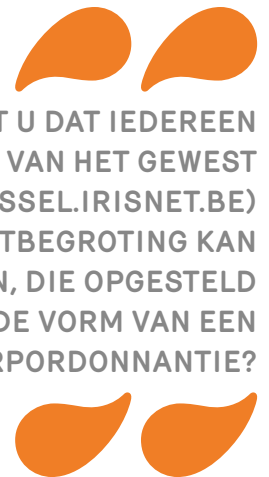 T U DAT IEDEREEN
VAN HET GEWEST
SSEL.IRISNET.BE)
TBEGROTING KAN
N, DIE OPGESTELD
DE VORM VAN EEN
RPORDONNANTIE?